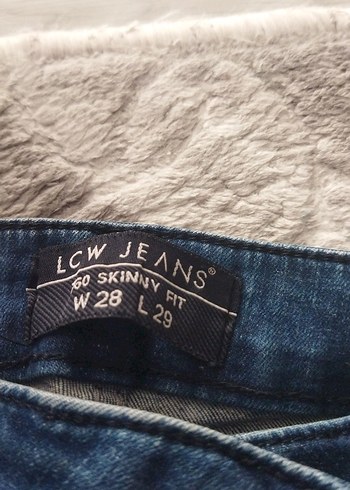 LCW JEANS®
760 SKINNY FIT
W 28 L 29